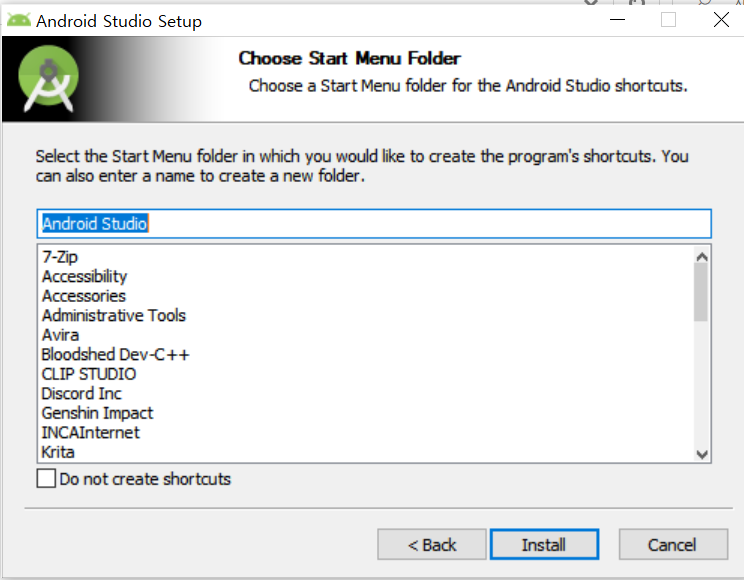 Android Studio Setup
Choose Start Menu Folder
Choose a Start Menu folder for the Android Studio shortcuts.
Select the Start Menu folder in which you would like to create the program's shortcuts. You
can also enter a name to create a new folder.
Android Studio
7-Zip
Accessibility
Accessories
Administrative Tools
Avira
Bloodshed Dev-C++
CLIP STUDIO
Discord Inc
Genshin Impact
INCAInternet
Krita
Do not create shortcuts
< Back
Install
Cancel